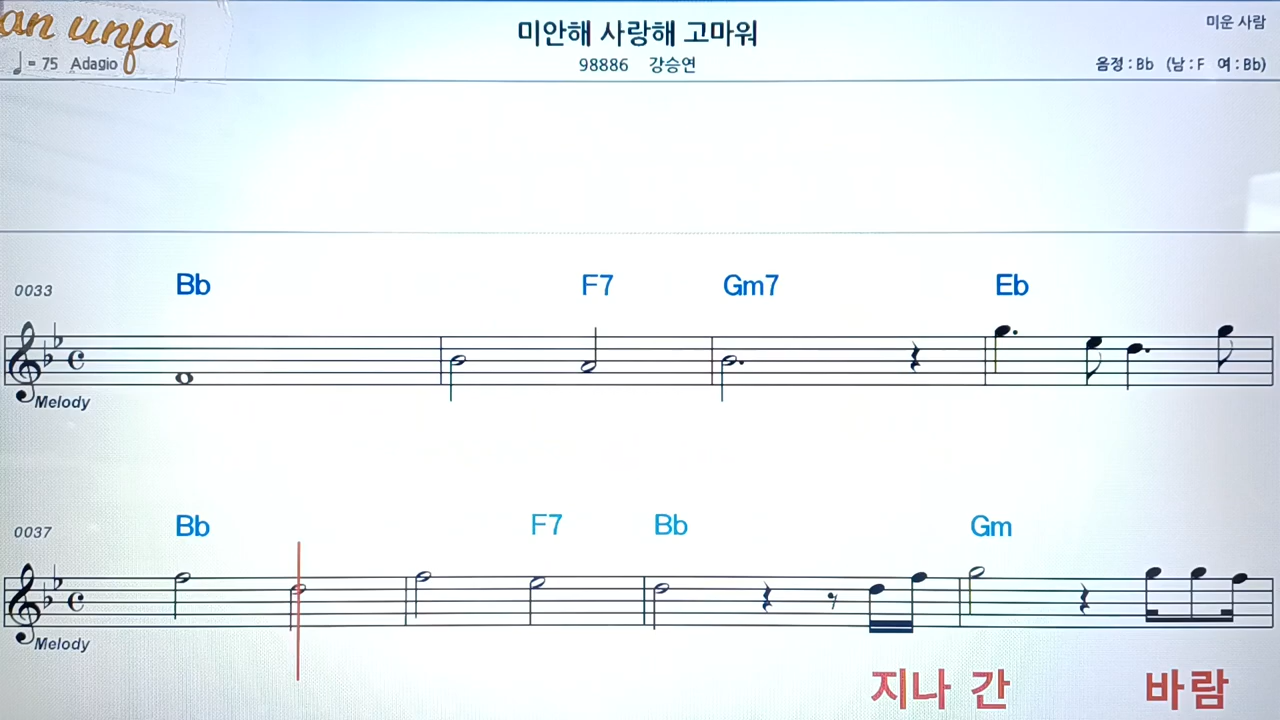 an unfa
미안해 사랑해 고마워
미운 사람
= 75 Adagio
98886 강승연
음정 : Bb (남 : F 여 : Bb)
0033 Bb F7 Gm7 Eb
Melody
0037 Bb F7 Bb Gm
Melody
지나 간 바람